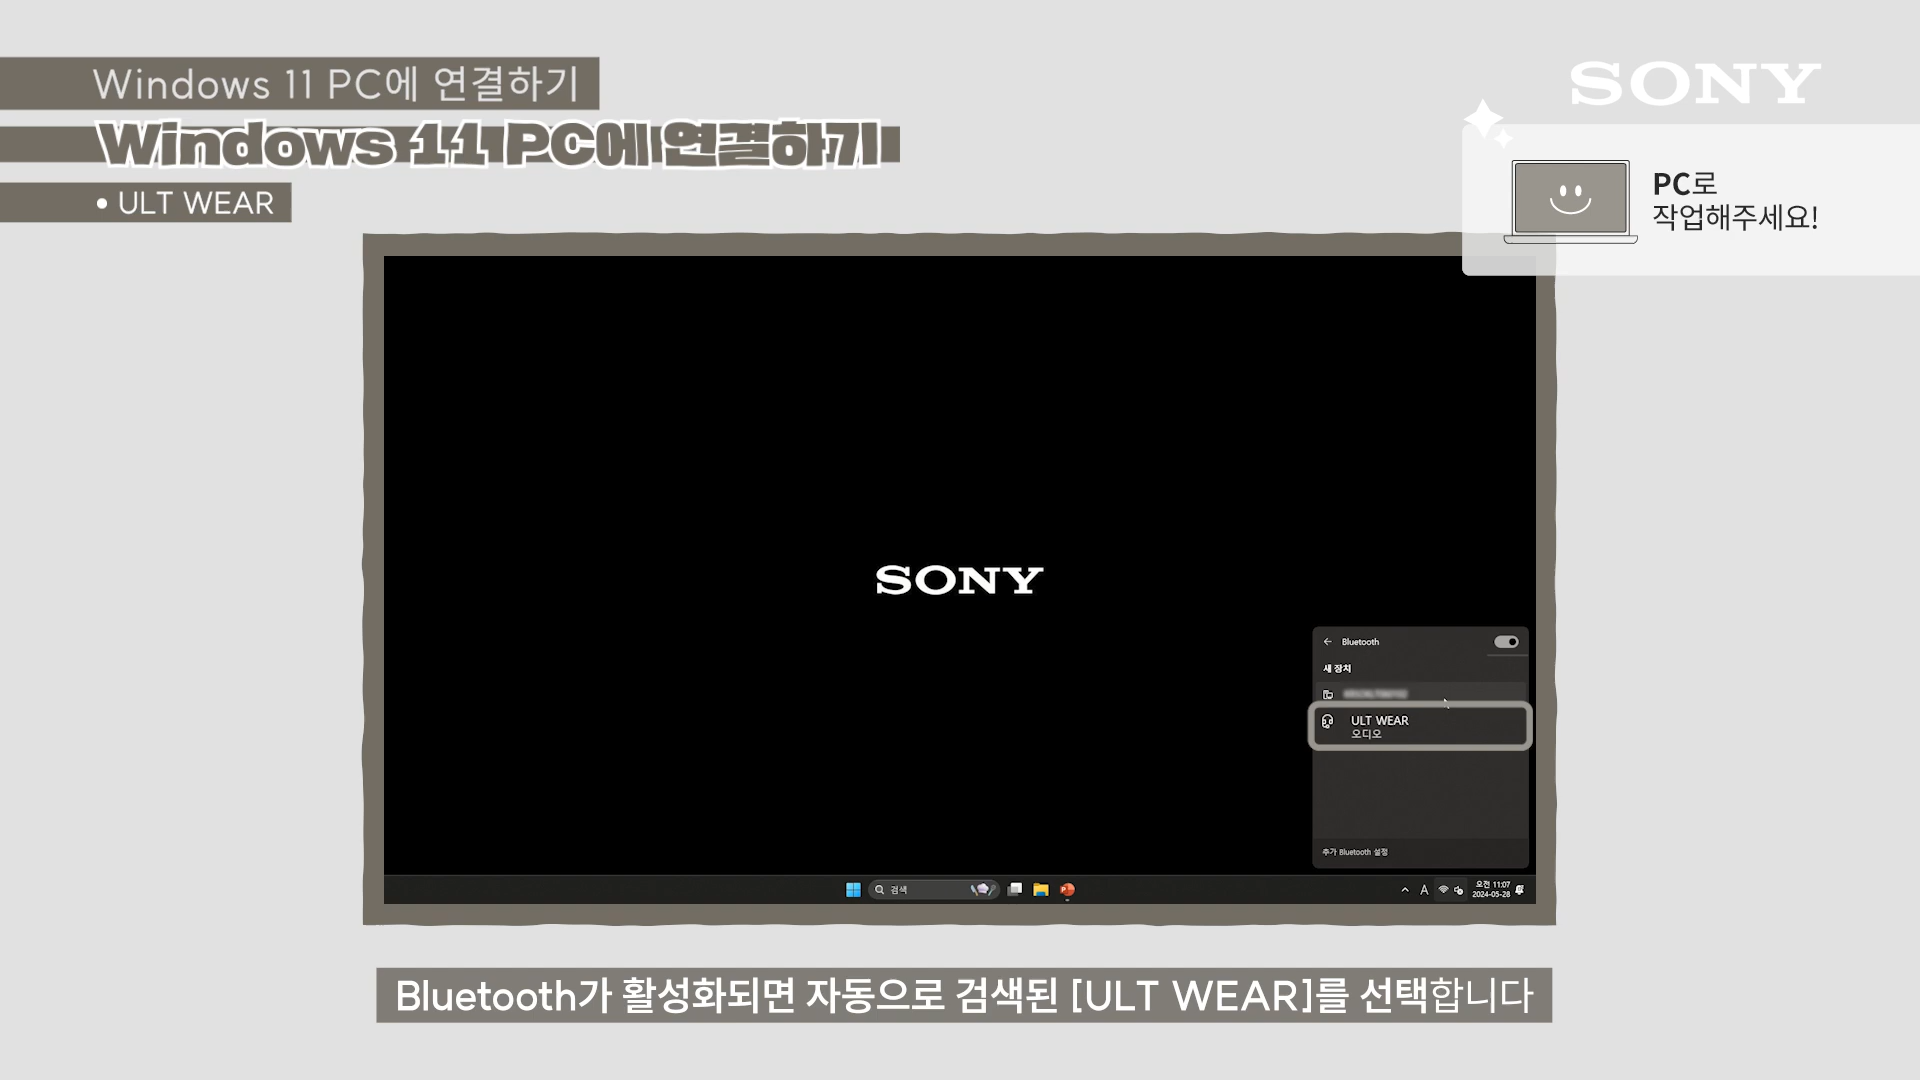 Windows 11 PC에 연결하기
Windows 11 PC에 연결하기
• ULT WEAR
SONY
PC로
작업해주세요!
SONY
Bluetooth
새 장치
ULT WEAR
오디오
추가 Bluetooth 설정
검색
A
오전 11:07
2024-05-28
Bluetooth가 활성화되면 자동으로 검색된 [ULT WEAR]를 선택합니다